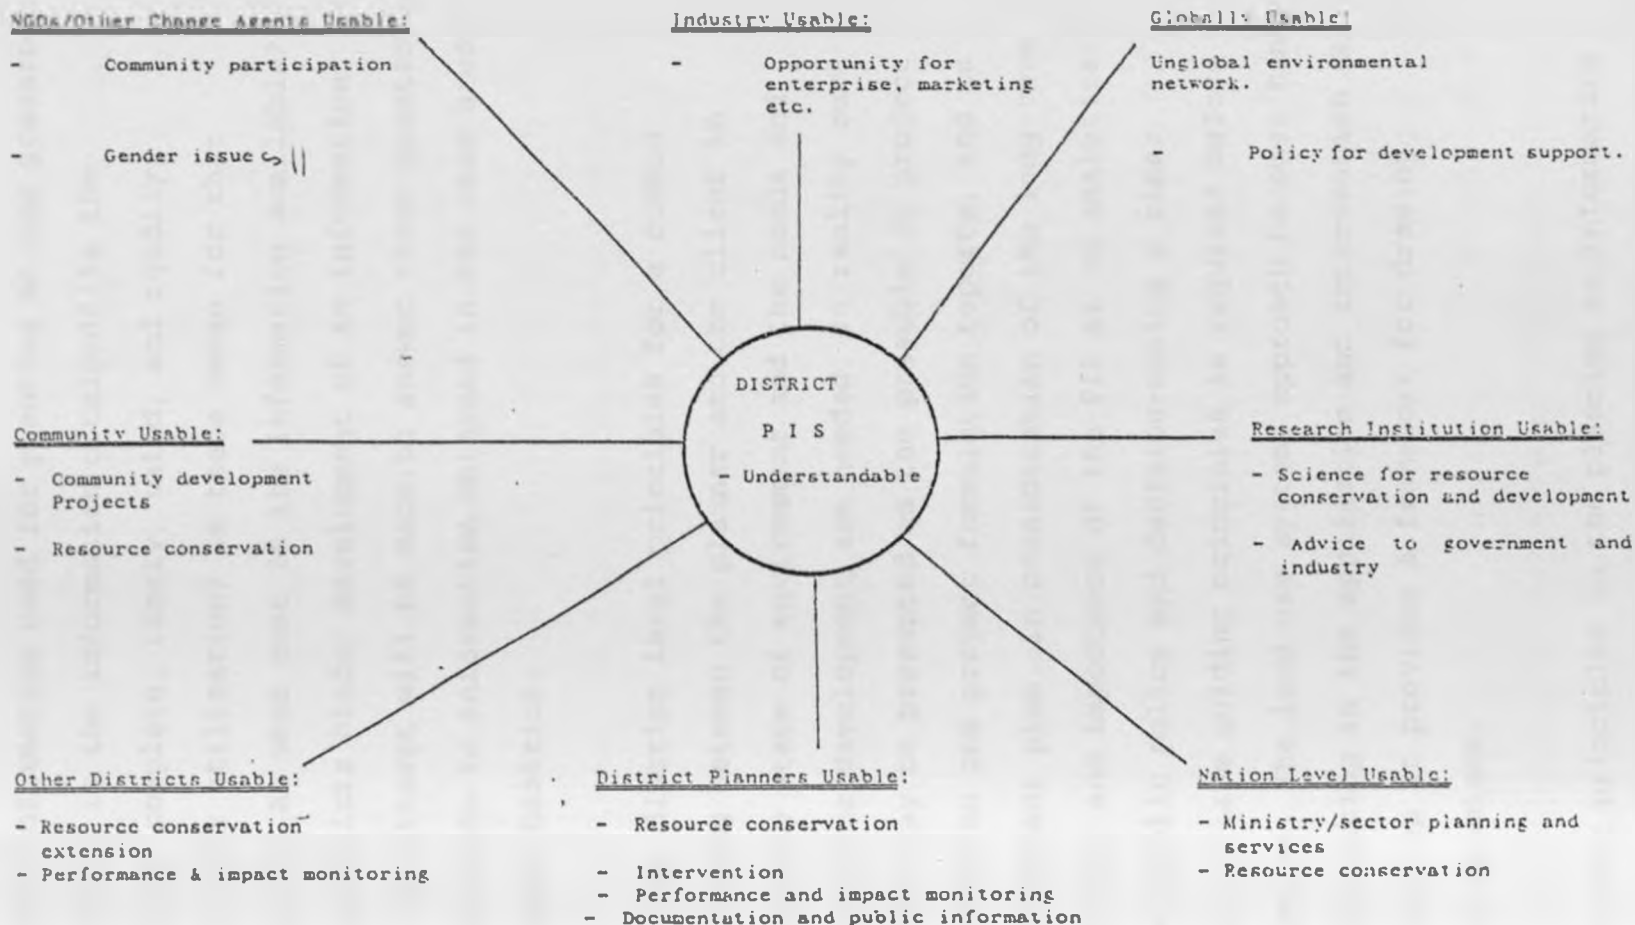 NGOs/Other Change Agents Usable:
- Community participation
- Gender issues
Industry Usable:
- Opportunity for
enterprise, marketing
etc.
Globally Usable:
Unglobal environmental
network.
- Policy for development support.
DISTRICT
P I S
- Understandable
Community Usable:
- Community development
Projects
- Resource conservation
Research Institution Usable:
- Science for resource
conservation and development
- Advice to government and
industry
Other Districts Usable:
- Resource conservation
extension
- Performance & impact monitoring
District Planners Usable:
- Resource conservation
- Intervention
- Performance and impact monitoring
- Documentation and public information
Nation Level Usable:
- Ministry/sector planning and
services
- Resource conservation